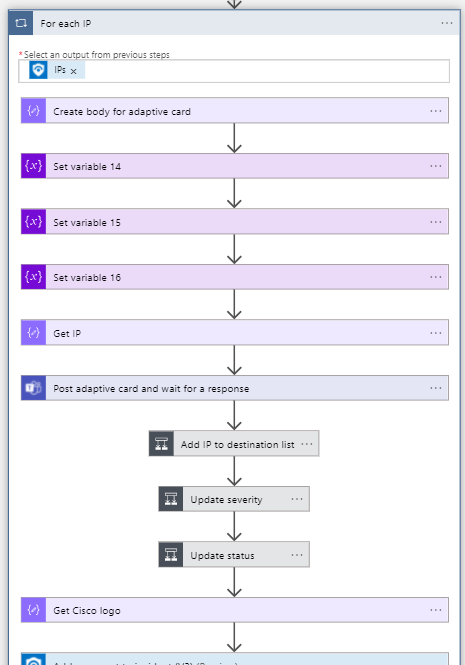 For each IP
*Select an output from previous steps
IPs x
Create body for adaptive card
Set variable 14
Set variable 15
Set variable 16
Get IP
Post adaptive card and wait for a response
Add IP to destination list
Update severity
Update status
Get Cisco logo